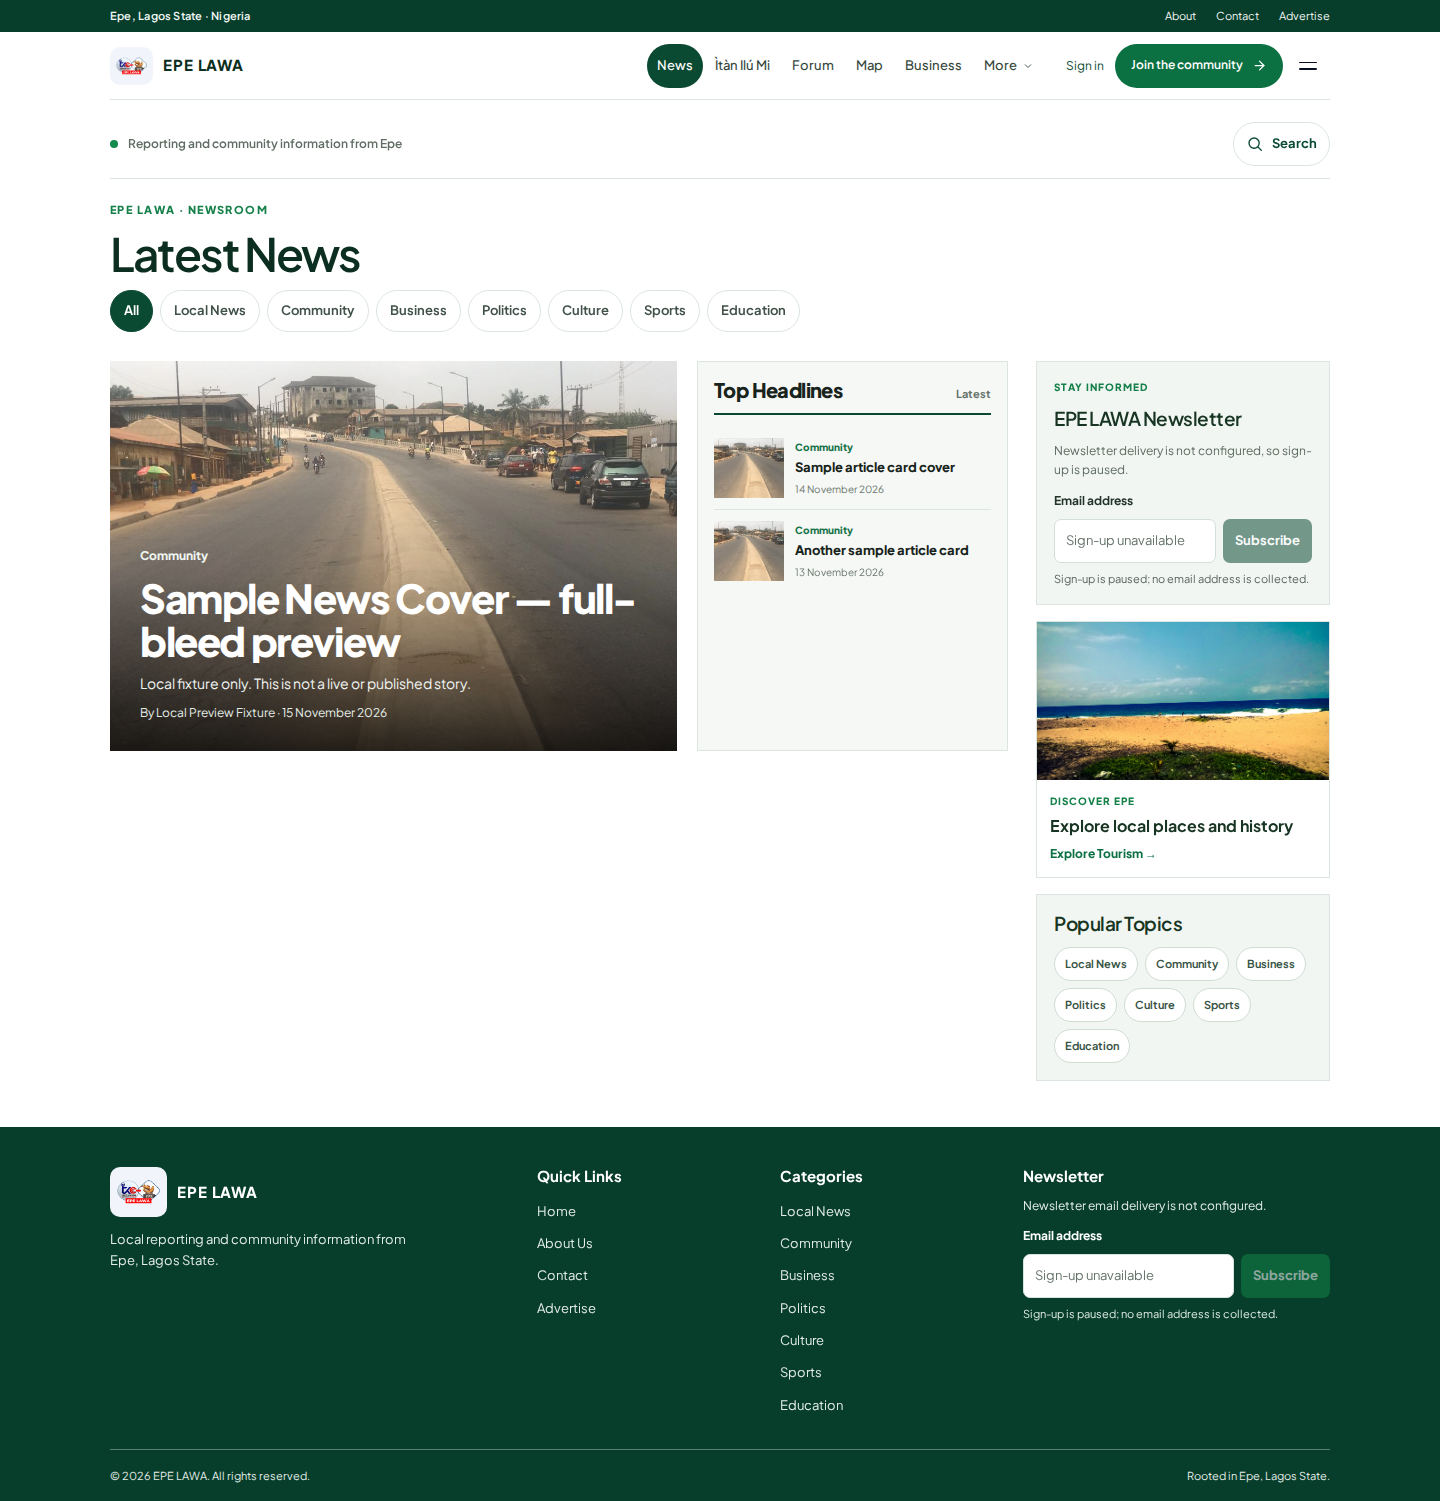 Epe, Lagos State · Nigeria
About
Contact
Advertise
EPE LAWA
News
Ìtàn Ilú Mi
Forum
Map
Business
More
Sign in
Join the community
Reporting and community information from Epe
Search
EPE LAWA · NEWSROOM
Latest News
All
Local News
Community
Business
Politics
Culture
Sports
Education
Community
Sample News Cover — full-
bleed preview
Local fixture only. This is not a live or published story.
By Local Preview Fixture · 15 November 2026
Top Headlines
Latest
Community
Sample article card cover
14 November 2026
Community
Another sample article card
13 November 2026
STAY INFORMED
EPE LAWA Newsletter
Newsletter delivery is not configured, so sign-
up is paused.
Email address
Sign-up unavailable
Subscribe
Sign-up is paused; no email address is collected.
DISCOVER EPE
Explore local places and history
Explore Tourism →
Popular Topics
Local News
Community
Business
Politics
Culture
Sports
Education
EPE LAWA
Local reporting and community information from
Epe, Lagos State.
Quick Links
Home
About Us
Contact
Advertise
Categories
Local News
Community
Business
Politics
Culture
Sports
Education
Newsletter
Newsletter email delivery is not configured.
Email address
Sign-up unavailable
Subscribe
Sign-up is paused; no email address is collected.
© 2026 EPE LAWA. All rights reserved.
Rooted in Epe, Lagos State.